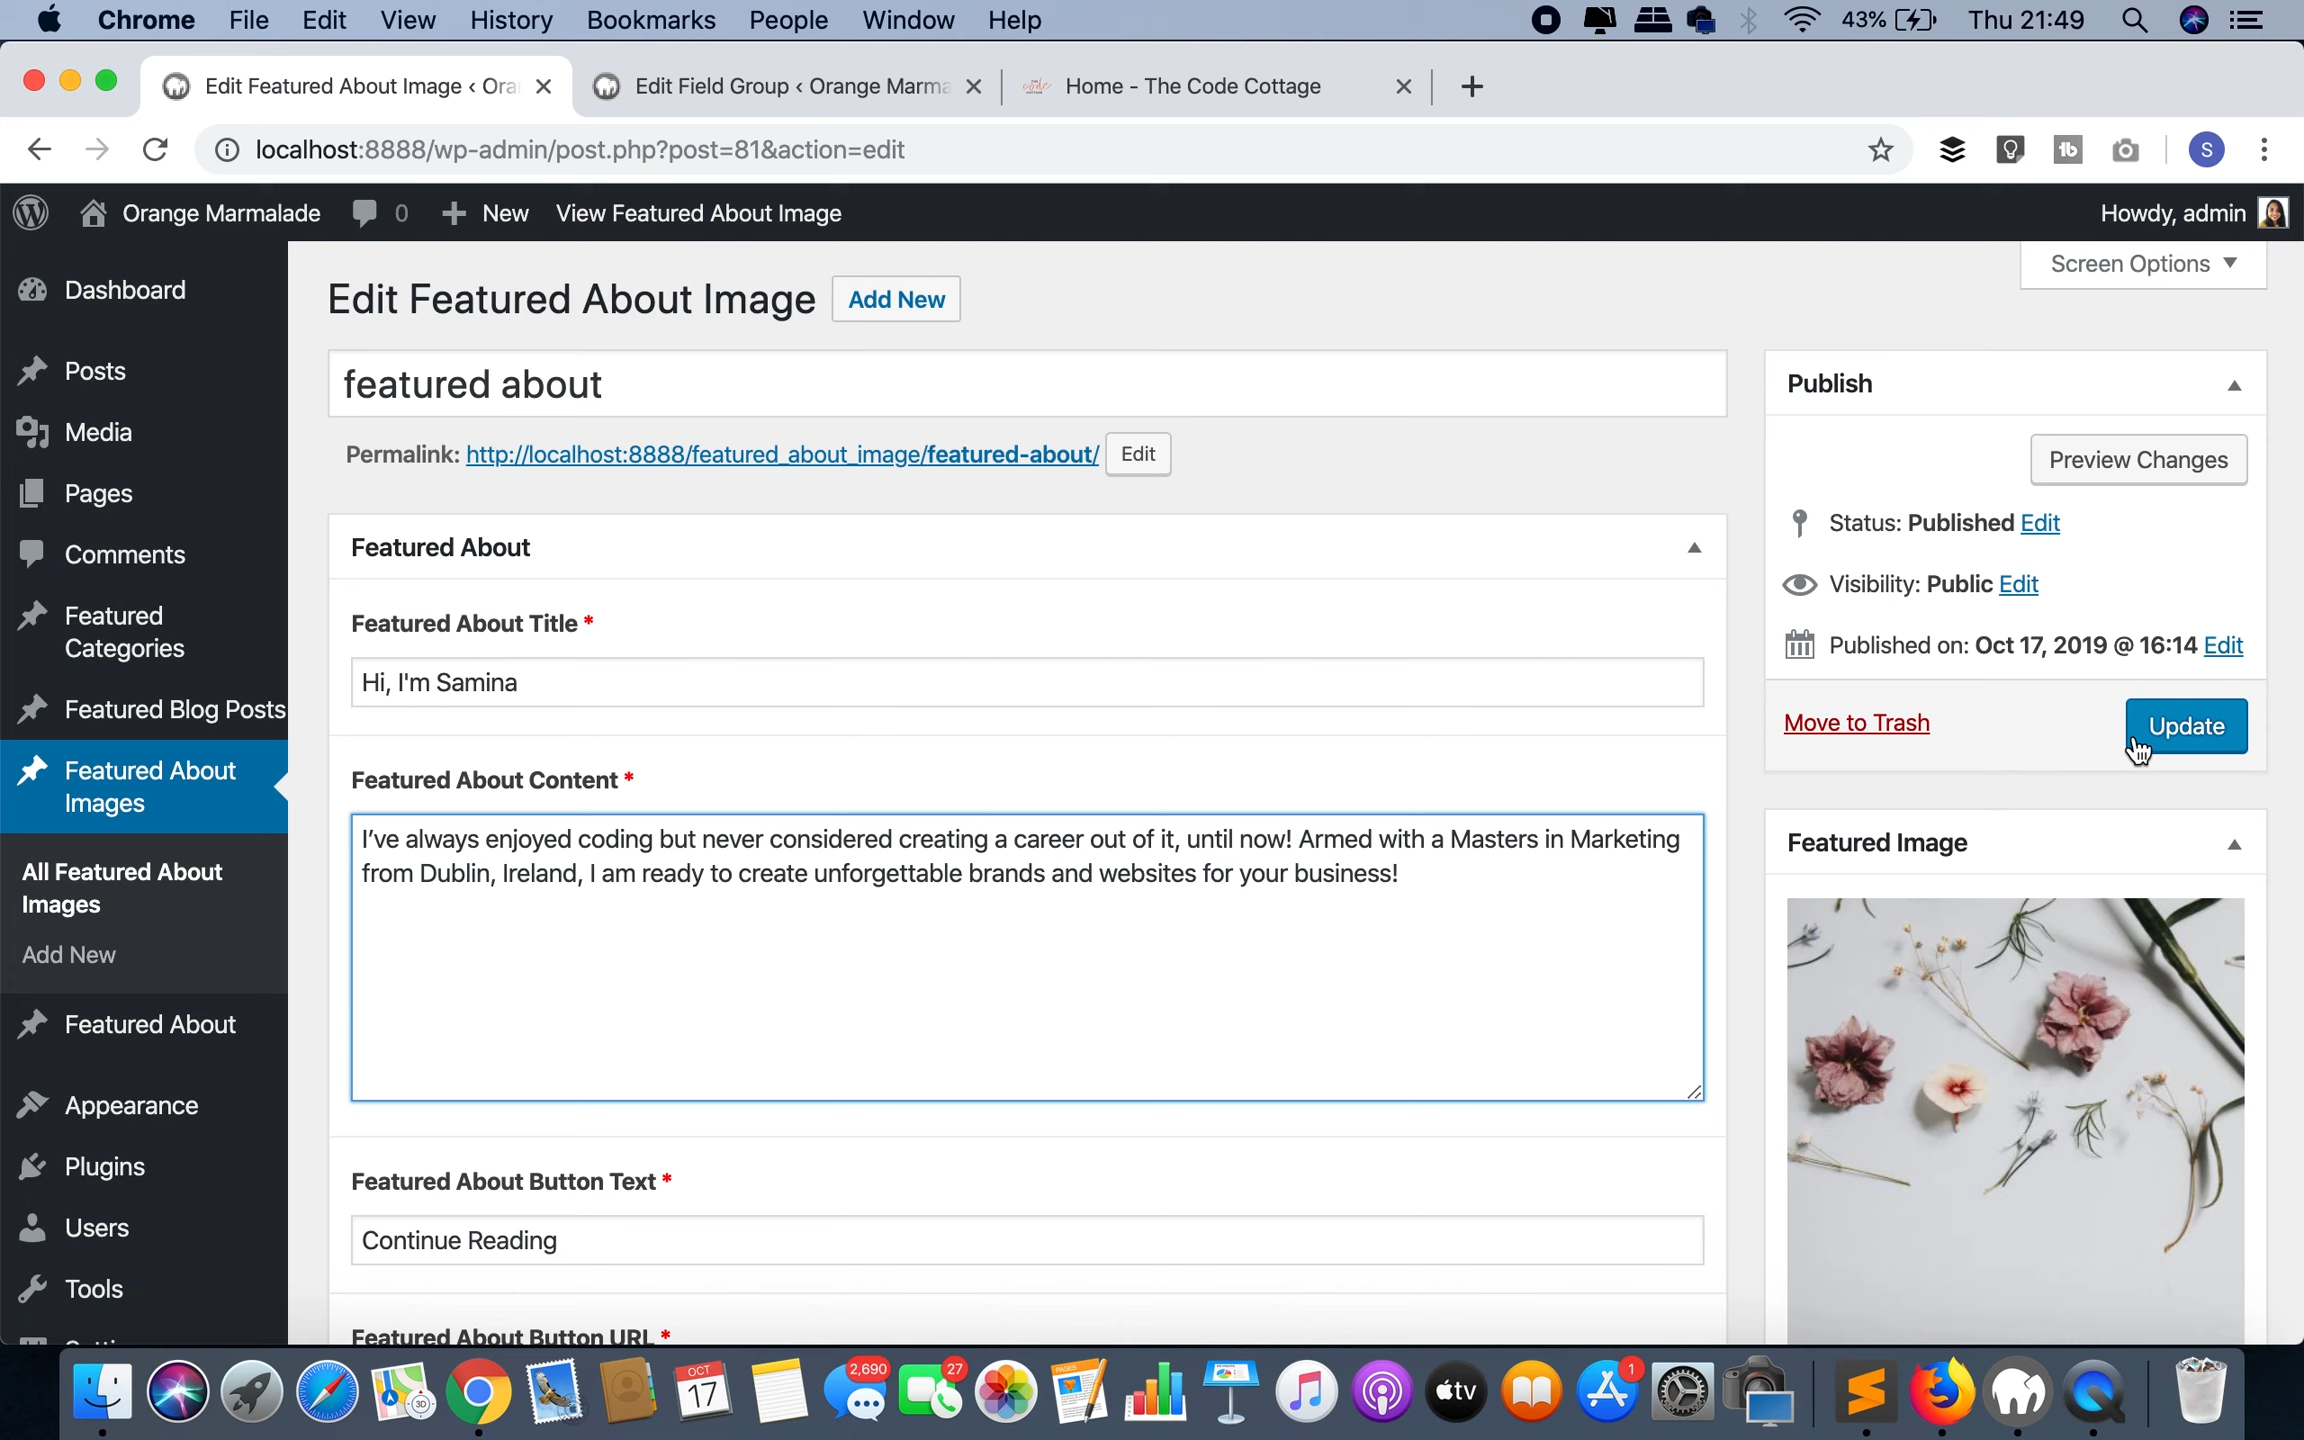 Chrome File Edit View History Bookmarks People Window Help 43% Thu 21:49
Edit Featured About Image ‹ Ora
Edit Field Group ‹ Orange Marma
Home - The Code Cottage
localhost:8888/wp-admin/post.php?post=81&action=edit
S
Orange Marmalade 0 New View Featured About Image Howdy, admin
Screen Options
Dashboard
Posts
Media
Pages
Comments
Featured
Categories
Featured Blog Posts
Featured About
Images
All Featured About
Images
Add New
Featured About
Appearance
Plugins
Users
Tools
Edit Featured About Image Add New
featured about
Permalink: http://localhost:8888/featured_about_image/featured-about/ Edit
Featured About
Featured About Title *
Hi, I'm Samina
Featured About Content *
I've always enjoyed coding but never considered creating a career out of it, until now! Armed with a Masters in Marketing
from Dublin, Ireland, I am ready to create unforgettable brands and websites for your business!
Featured About Button Text *
Continue Reading
Featured About Button URL *
Publish
Preview Changes
Status: Published Edit
Visibility: Public Edit
Published on: Oct 17, 2019 @ 16:14 Edit
Move to Trash Update
Featured Image
3D
OCT
17
2,690
27
PAGES
tv
1